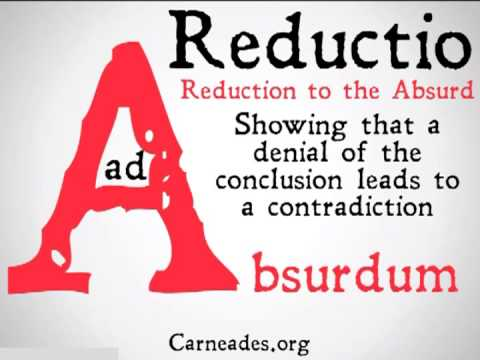 Reductio
Reduction to the Absurd
Showing that a
denial of the
conclusion leads to
a contradiction
ad
Absurdum
Carneades.org